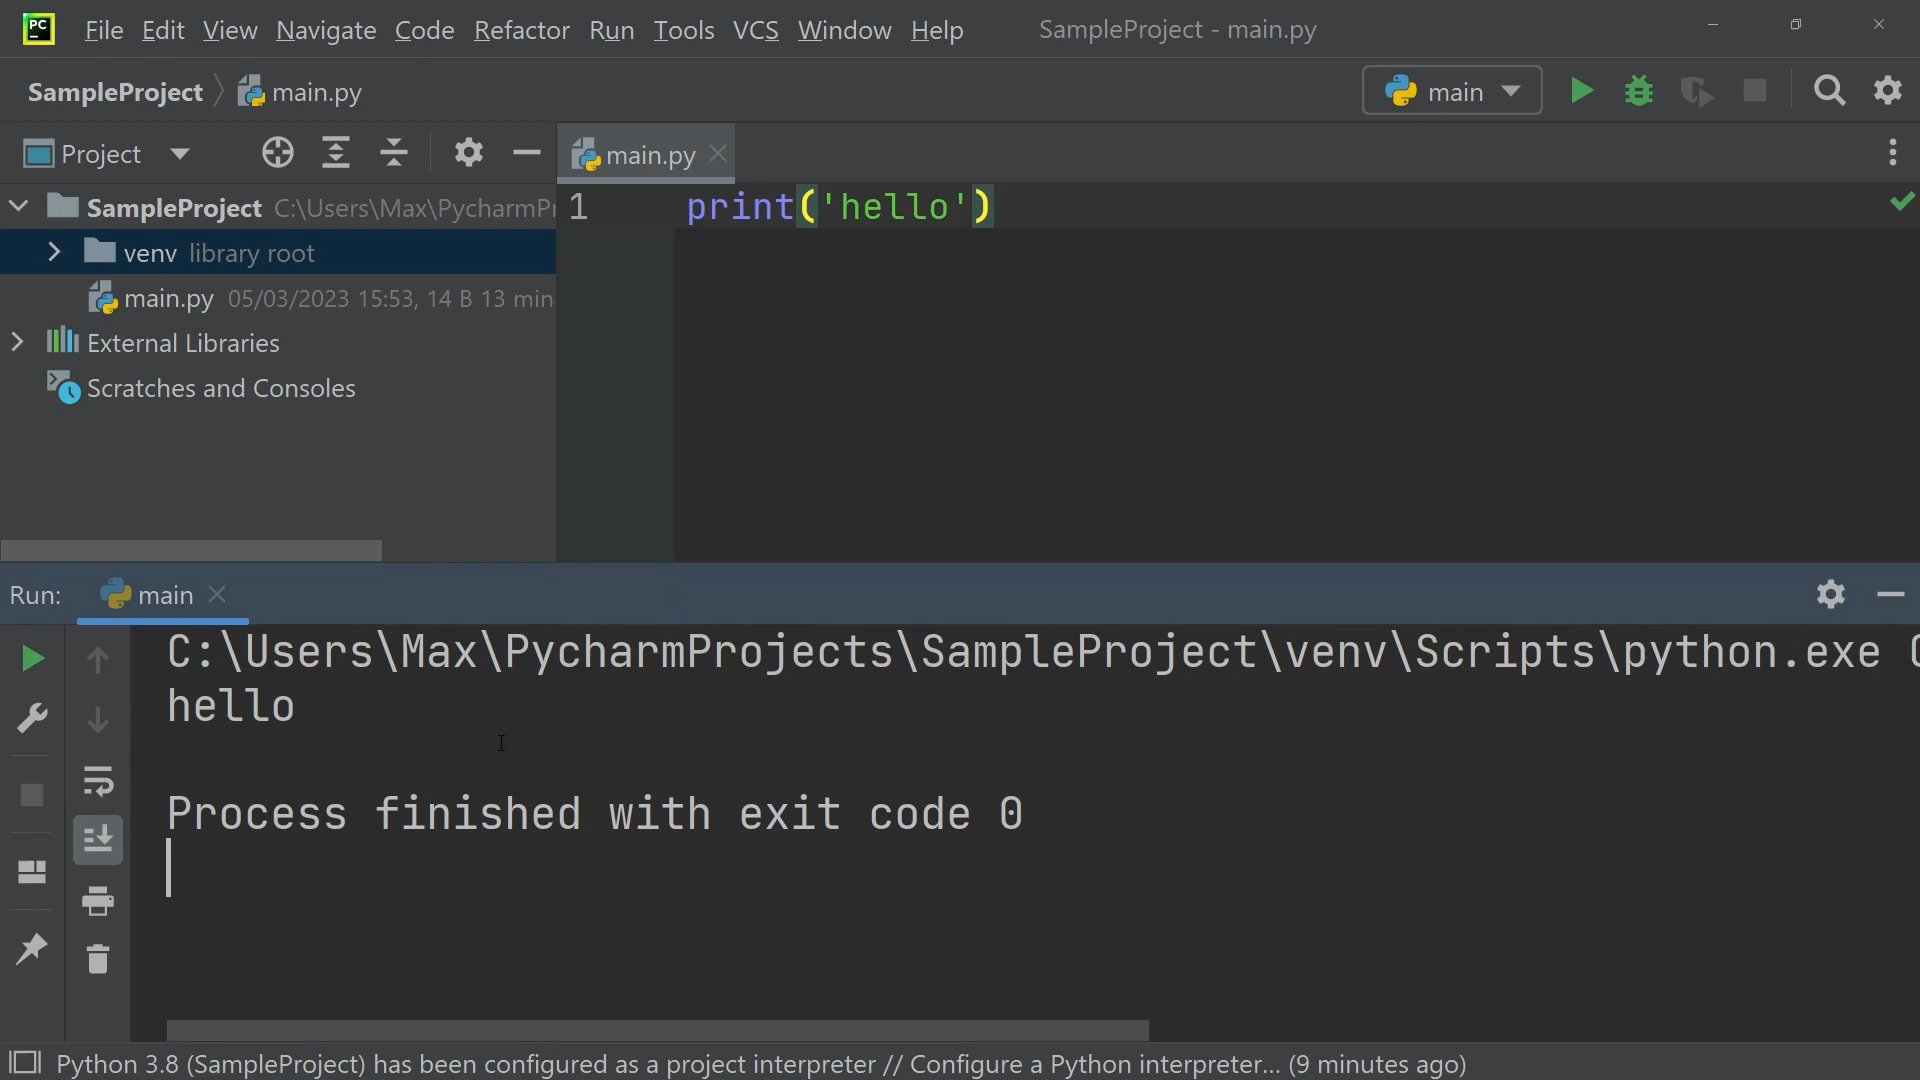 PC
File Edit View Navigate Code Refactor Run Tools VCS Window Help SampleProject - main.py
SampleProject main.py main
Project main.py
SampleProject C:\Users\Max\PycharmPr
1 print('hello')
venv library root
main.py 05/03/2023 15:53, 14 B 13 min
External Libraries
Scratches and Consoles
Run: main
C:\Users\Max\PycharmProjects\SampleProject\venv\Scripts\python.exe
hello
Process finished with exit code 0
Python 3.8 (SampleProject) has been configured as a project interpreter // Configure a Python interpreter... (9 minutes ago)